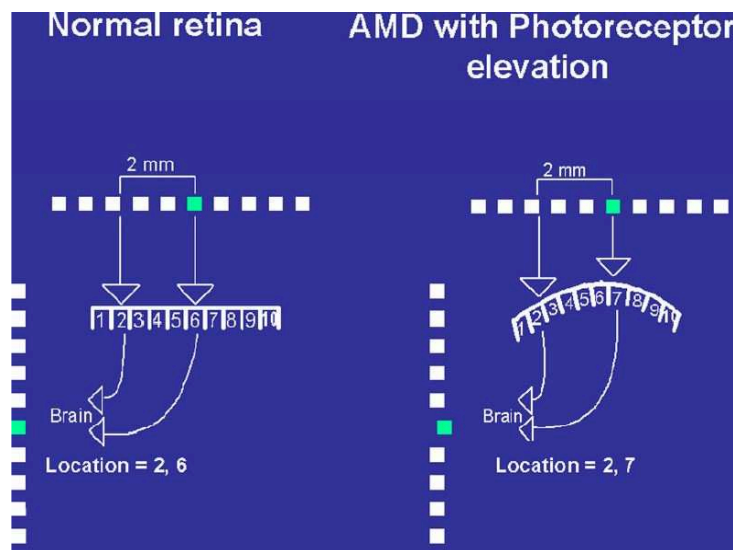 Normal retina
AMD with Photoreceptor
elevation
2 mm
1 2 3 4 5 6 7 8 9 10
Brain
Location = 2, 6
2 mm
1 2 3 4 5 6 7 8 9 10
Brain
Location = 2, 7